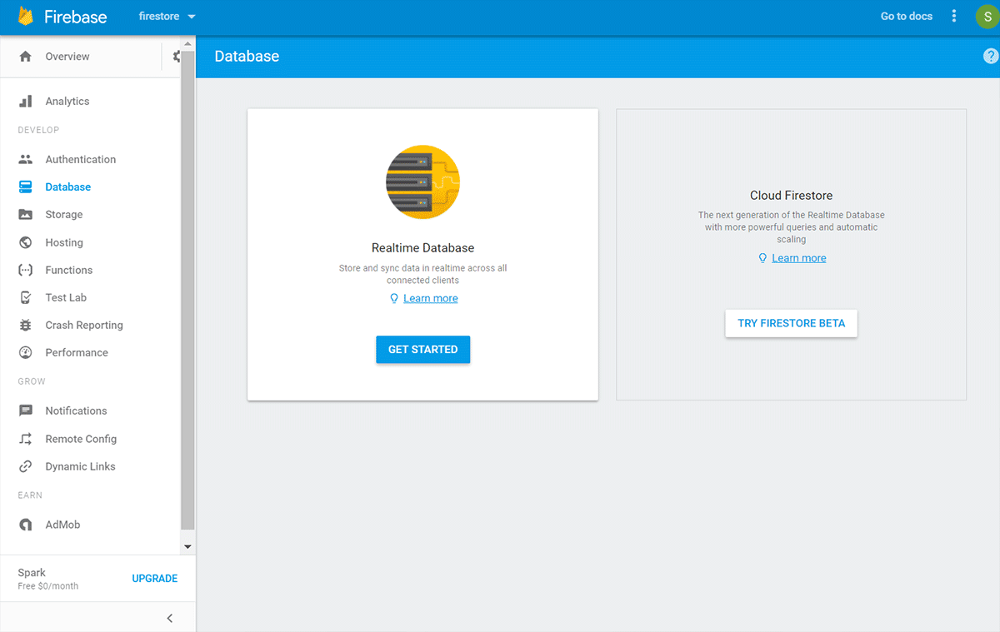 Firebase
firestore
Go to docs
S
Overview
Database
?
Analytics
DEVELOP
Authentication
Database
Storage
Hosting
Functions
Test Lab
Crash Reporting
Performance
GROW
Notifications
Remote Config
Dynamic Links
EARN
AdMob
Spark
Free $0/month
UPGRADE
Realtime Database
Store and sync data in realtime across all
connected clients
Learn more
GET STARTED
Cloud Firestore
The next generation of the Realtime Database
with more powerful queries and automatic
scaling
Learn more
TRY FIRESTORE BETA